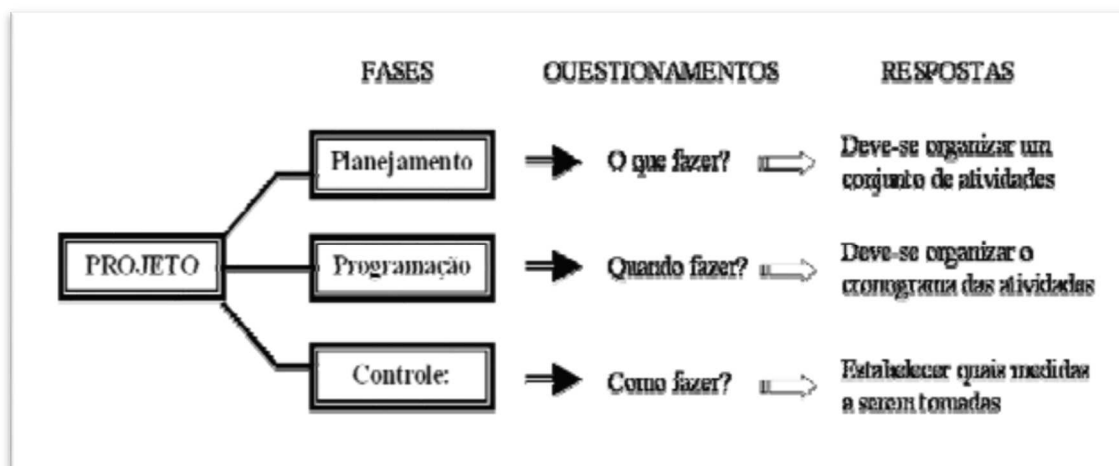 FASES QUESTIONAMENTOS RESPOSTAS
Planejamento O que fazer? Deve-se organizar um
conjunto de atividades
PROJETO
Programação Quando fazer? Deve-se organizar o
cronograma das atividades
Controle: Como fazer? Estabelecer quais medidas
a serem tomadas